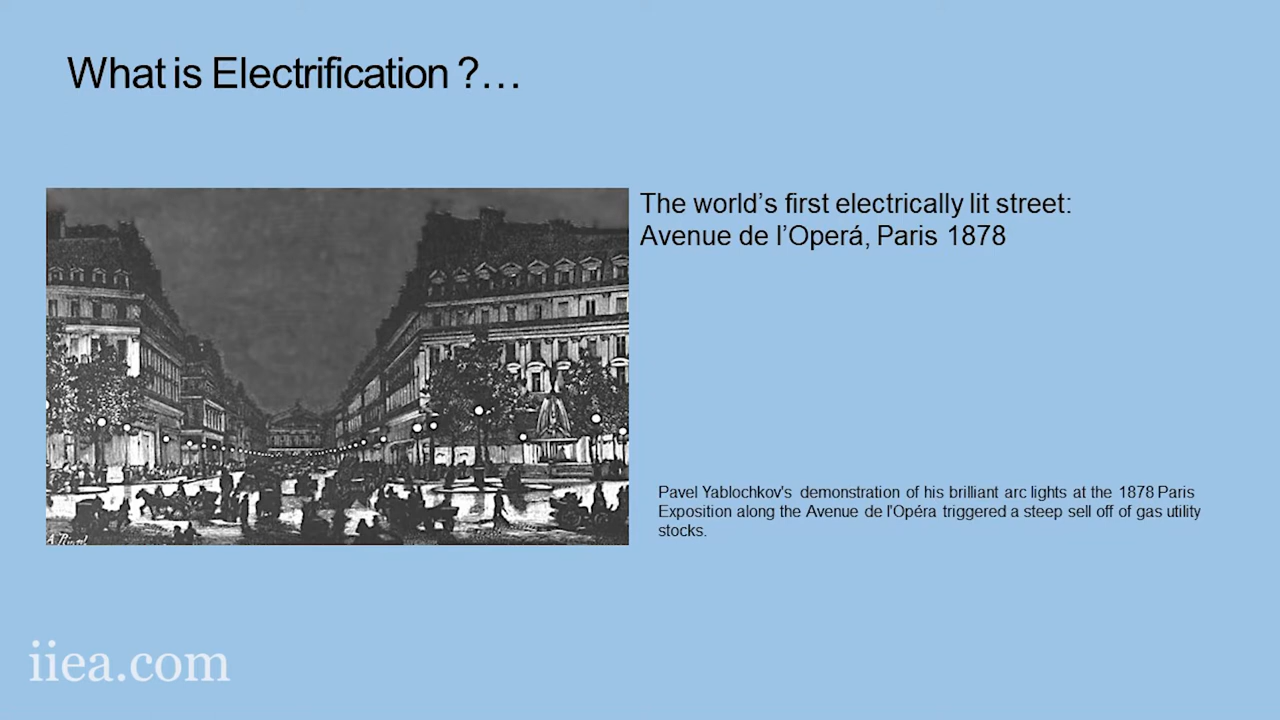 What is Electrification ?…
The world’s first electrically lit street:
Avenue de l’Operá, Paris 1878
Pavel Yablochkov's demonstration of his brilliant arc lights at the 1878 Paris
Exposition along the Avenue de l'Opéra triggered a steep sell off of gas utility
stocks.
iiea.com